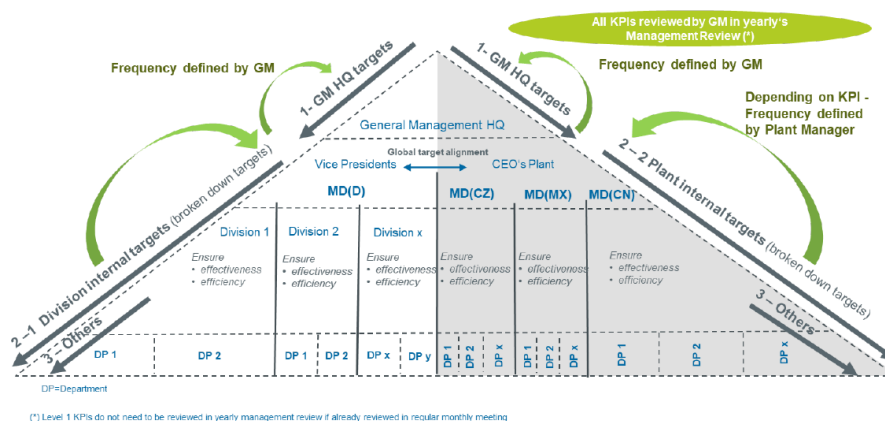 All KPIs reviewed by GM in yearly's
Management Review (*)
Frequency defined by GM
1- GM HQ targets
1- GM HQ targets
Frequency defined by GM
Depending on KPI -
Frequency defined
by Plant Manager
General Management HQ
Global target alignment
Vice Presidents
CEO's Plant
MD(D)
MD(CZ)
MD(MX)
MD(CN)
2 –1 Division internal targets (broken down targets)
2 – 2 Plant internal targets (broken down targets)
Division 1
Division 2
Division x
Ensure
• effectiveness
• efficiency
Ensure
• effectiveness
• efficiency
Ensure
• effectiveness
• efficiency
Ensure
• effectiveness
• efficiency
Ensure
• effectiveness
• efficiency
Ensure
• effectiveness
• efficiency
3 – Others
3 – Others
DP 1
DP 2
DP 1
DP 2
DP x
DP y
DP 1
DP 2
DP x
DP 1
DP 2
DP x
DP 1
DP 2
DP x
DP=Department
(*) Level 1 KPIs do not need to be reviewed in yearly management review if already reviewed in regular monthly meeting